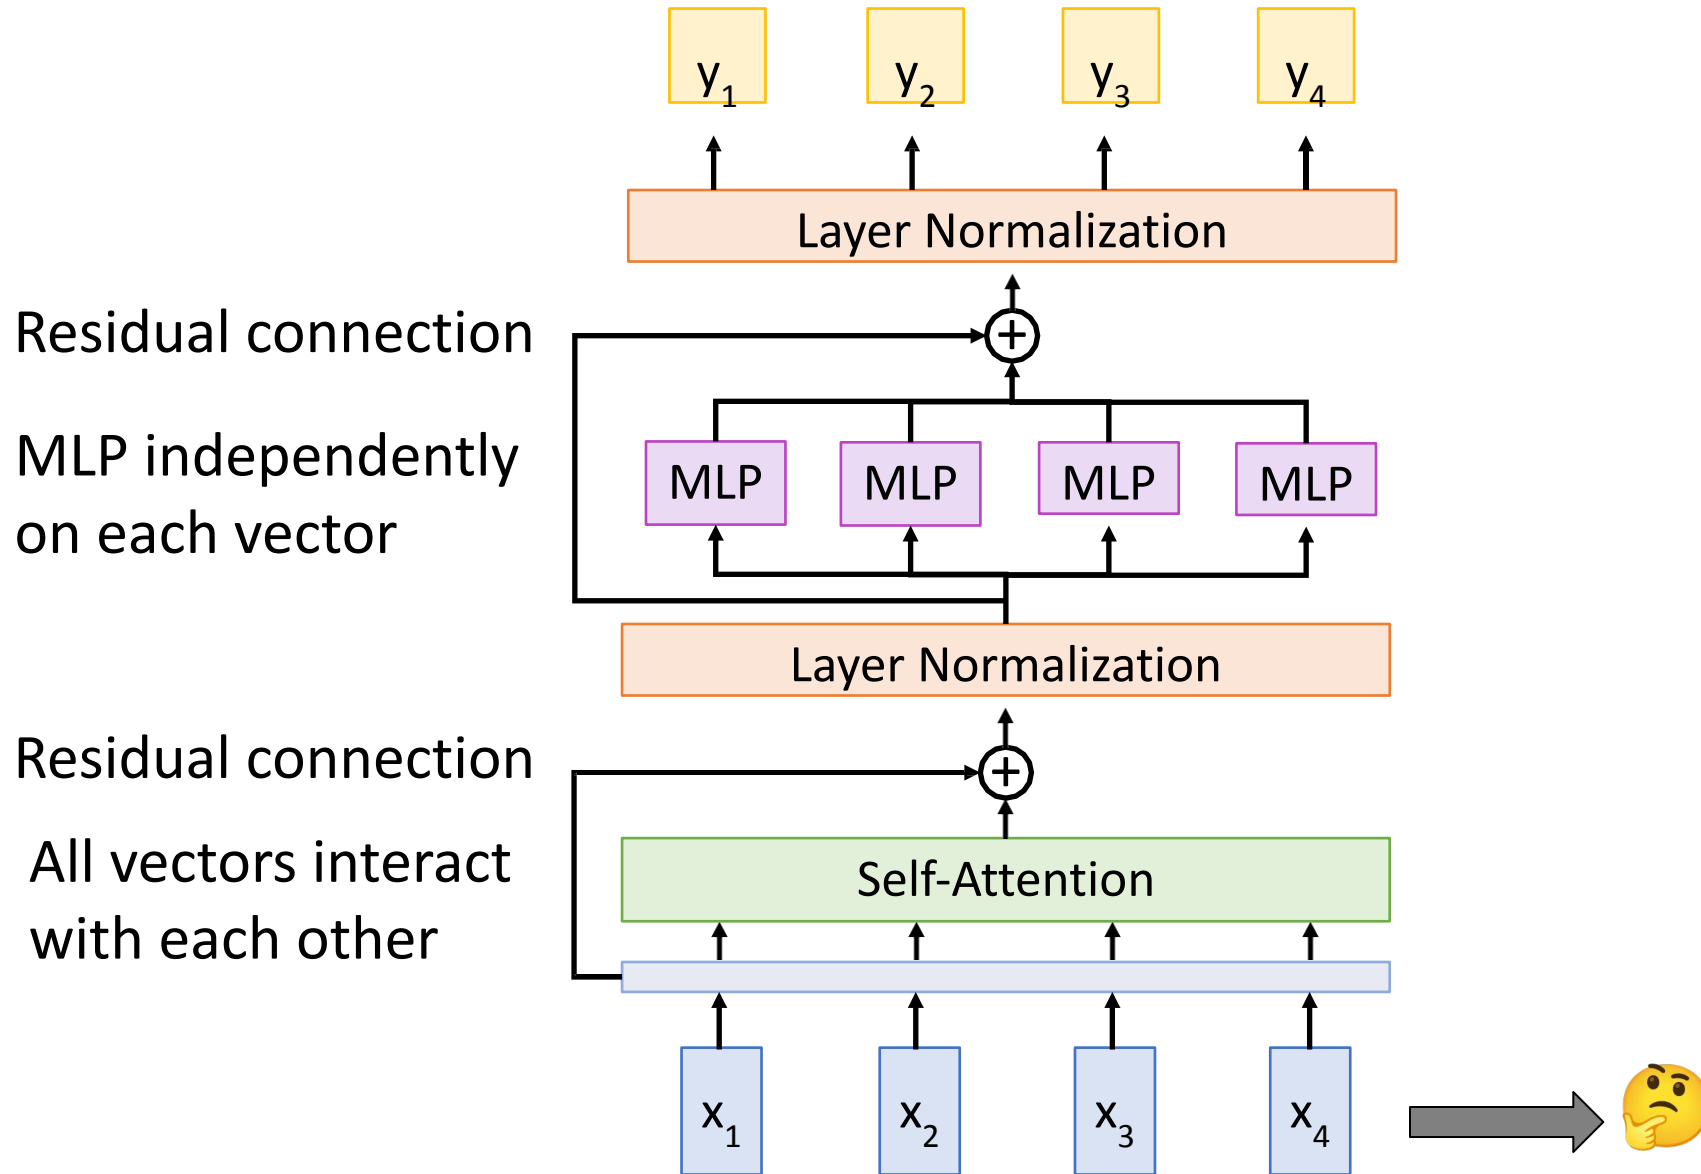 y1 y2 y3 y4
Layer Normalization
Residual connection
+
MLP independently
on each vector
MLP MLP MLP MLP
Layer Normalization
Residual connection
+
All vectors interact
with each other
Self-Attention
x1 x2 x3 x4